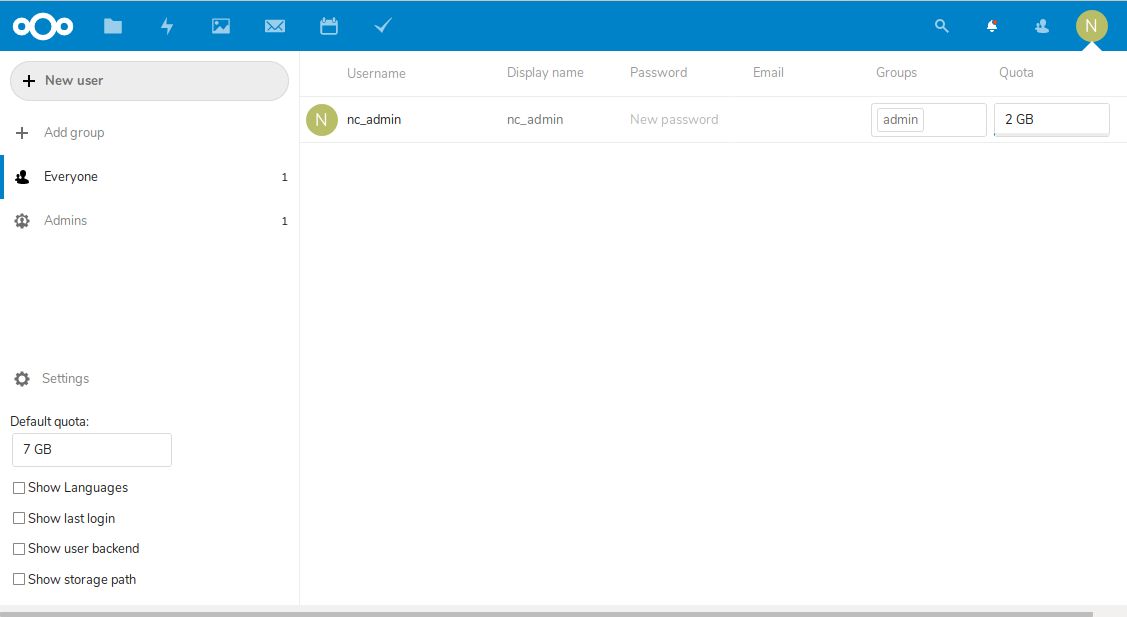 N
New user
Add group
Everyone 1
Admins 1
Settings
Default quota:
7 GB
Show Languages
Show last login
Show user backend
Show storage path
Username Display name Password Email Groups Quota
N nc_admin nc_admin New password admin 2 GB